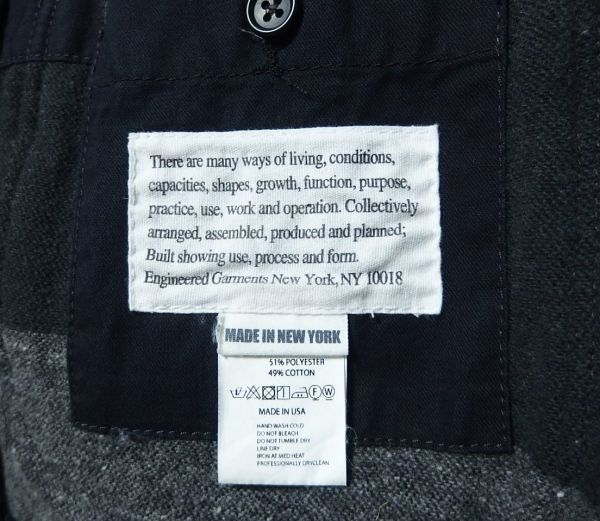 There are many ways of living, conditions,
capacities, shapes, growth, function, purpose,
practice, use, work and operation. Collectively
arranged, assembled, produced and planned;
Built showing use, process and form.
Engineered Garments New York, NY 10018
MADE IN NEW YORK
51% POLYESTER
49% COTTON
F W
MADE IN USA
HAND WASH COLD
DO NOT BLEACH
DO NOT TUMBLE DRY
LINE DRY
IRON AT MED HEAT
PROFESSIONALLY DRYCLEAN